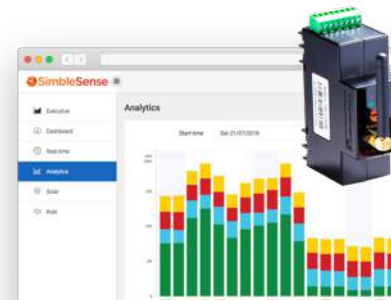 SimbleSense
Executive
Analytics
Dashboard
Start time Sat 21/07/2018
Real time
Analytics
Solar
Rule